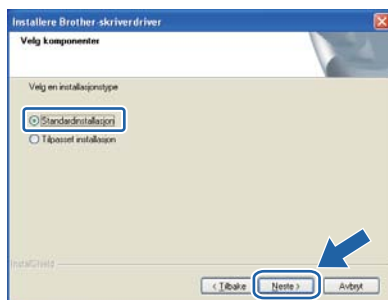 Installere Brother-skriverdriver
Velg komponenter
Velg en installasjonstype
Standardinstallasjon
Tilpasset installasjon
InstallShield
< Tilbake
Neste >
Avbryt